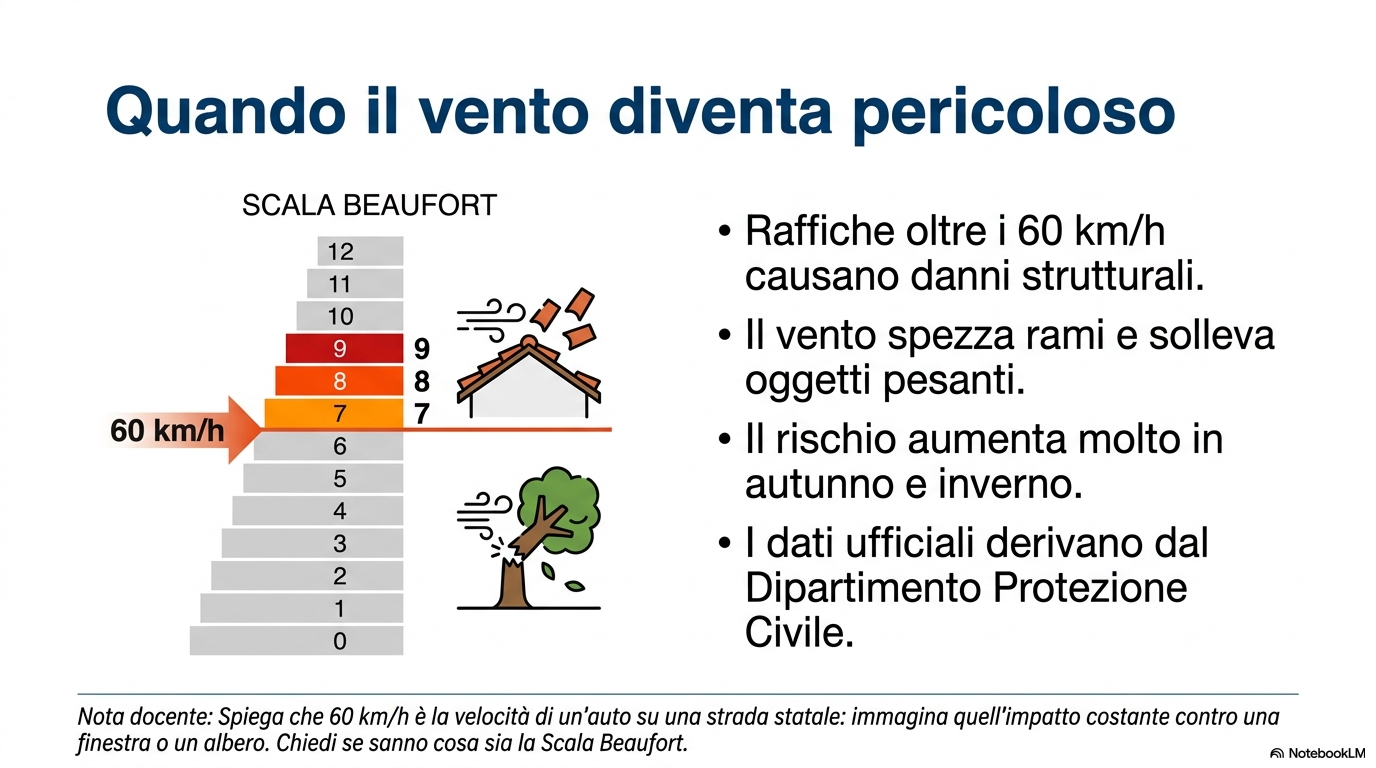 Quando il vento diventa pericoloso
SCALA BEAUFORT
12
11
10
9 9
8 8
7 7
60 km/h
6
5
4
3
2
1
0
• Raffiche oltre i 60 km/h
causano danni strutturali.
• Il vento spezza rami e solleva
oggetti pesanti.
• Il rischio aumenta molto in
autunno e inverno.
• I dati ufficiali derivano dal
Dipartimento Protezione
Civile.
Nota docente: Spiega che 60 km/h è la velocità di un'auto su una strada statale: immagina quell'impatto costante contro una
finestra o un albero. Chiedi se sanno cosa sia la Scala Beaufort.
NotebookLM